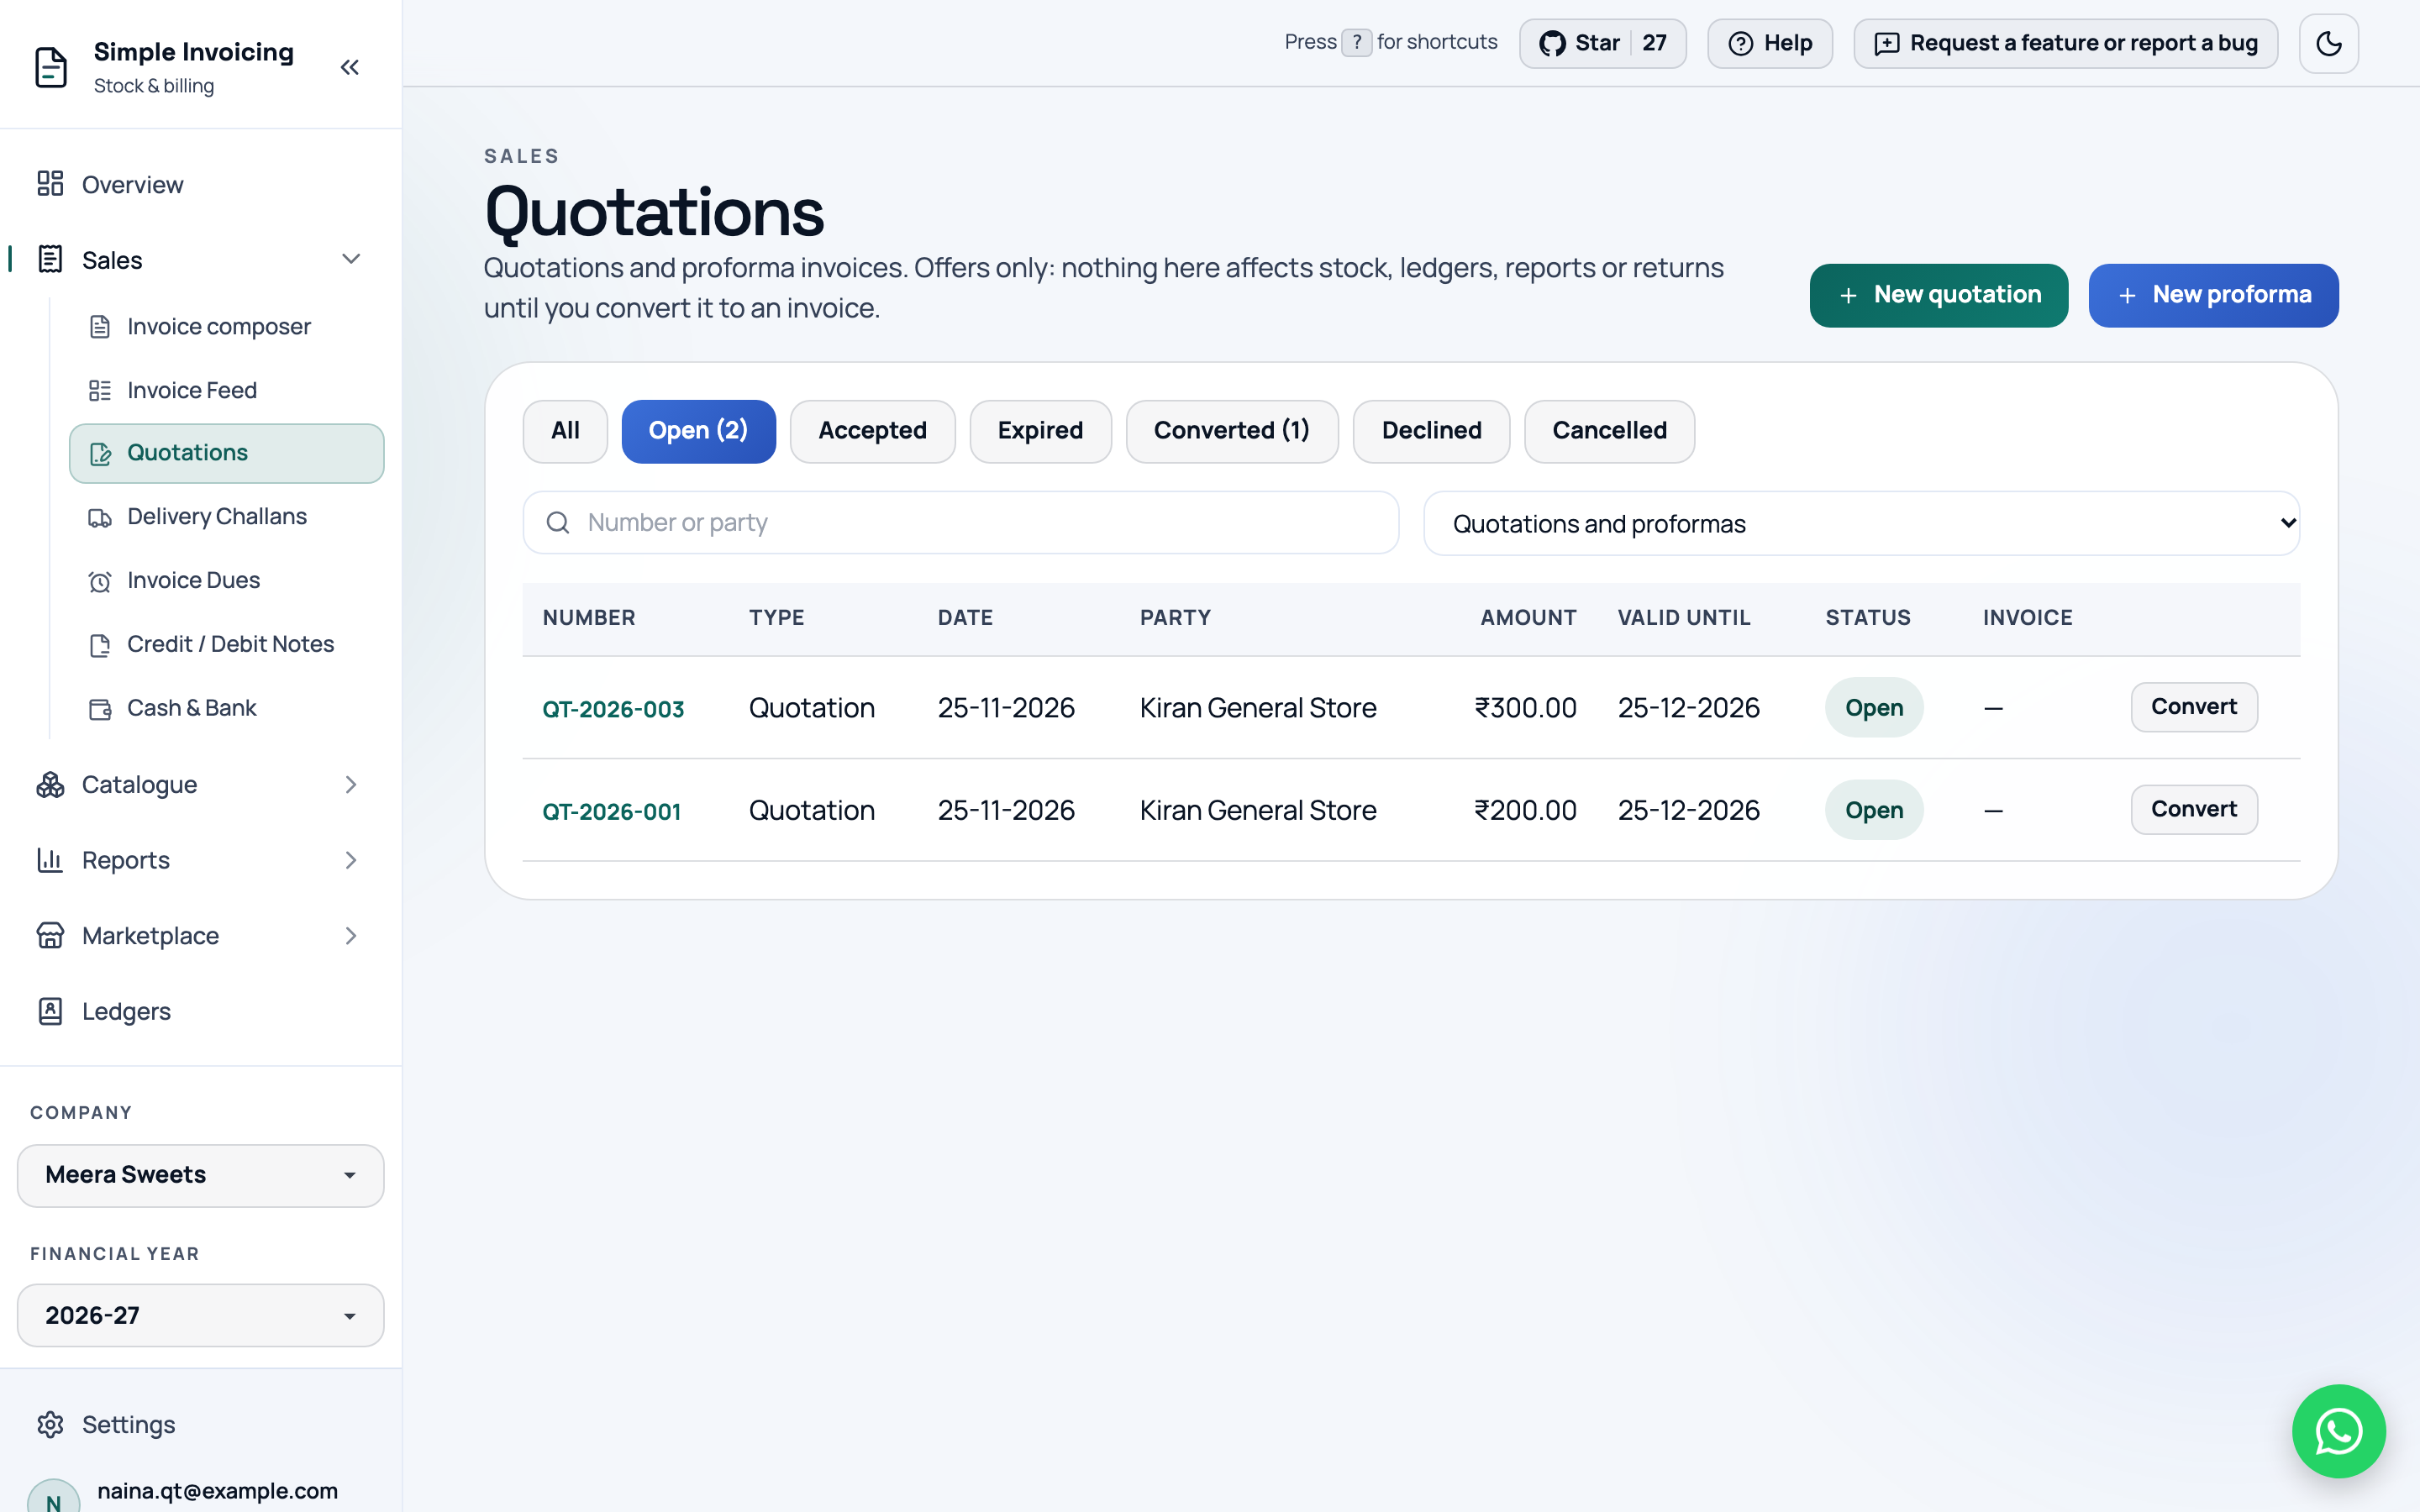 Simple Invoicing
Stock & billing
Press ? for shortcuts
Star 27
Help
Request a feature or report a bug
Overview
Sales
Invoice composer
Invoice Feed
Quotations
Delivery Challans
Invoice Dues
Credit / Debit Notes
Cash & Bank
Catalogue
Reports
Marketplace
Ledgers
COMPANY
Meera Sweets
FINANCIAL YEAR
2026-27
Settings
N naina.qt@example.com
SALES
Quotations
Quotations and proforma invoices. Offers only: nothing here affects stock, ledgers, reports or returns
until you convert it to an invoice.
+ New quotation
+ New proforma
All Open (2) Accepted Expired Converted (1) Declined Cancelled
Number or party
Quotations and proformas
NUMBER TYPE DATE PARTY AMOUNT VALID UNTIL STATUS INVOICE
QT-2026-003 Quotation 25-11-2026 Kiran General Store ₹300.00 25-12-2026 Open — Convert
QT-2026-001 Quotation 25-11-2026 Kiran General Store ₹200.00 25-12-2026 Open — Convert